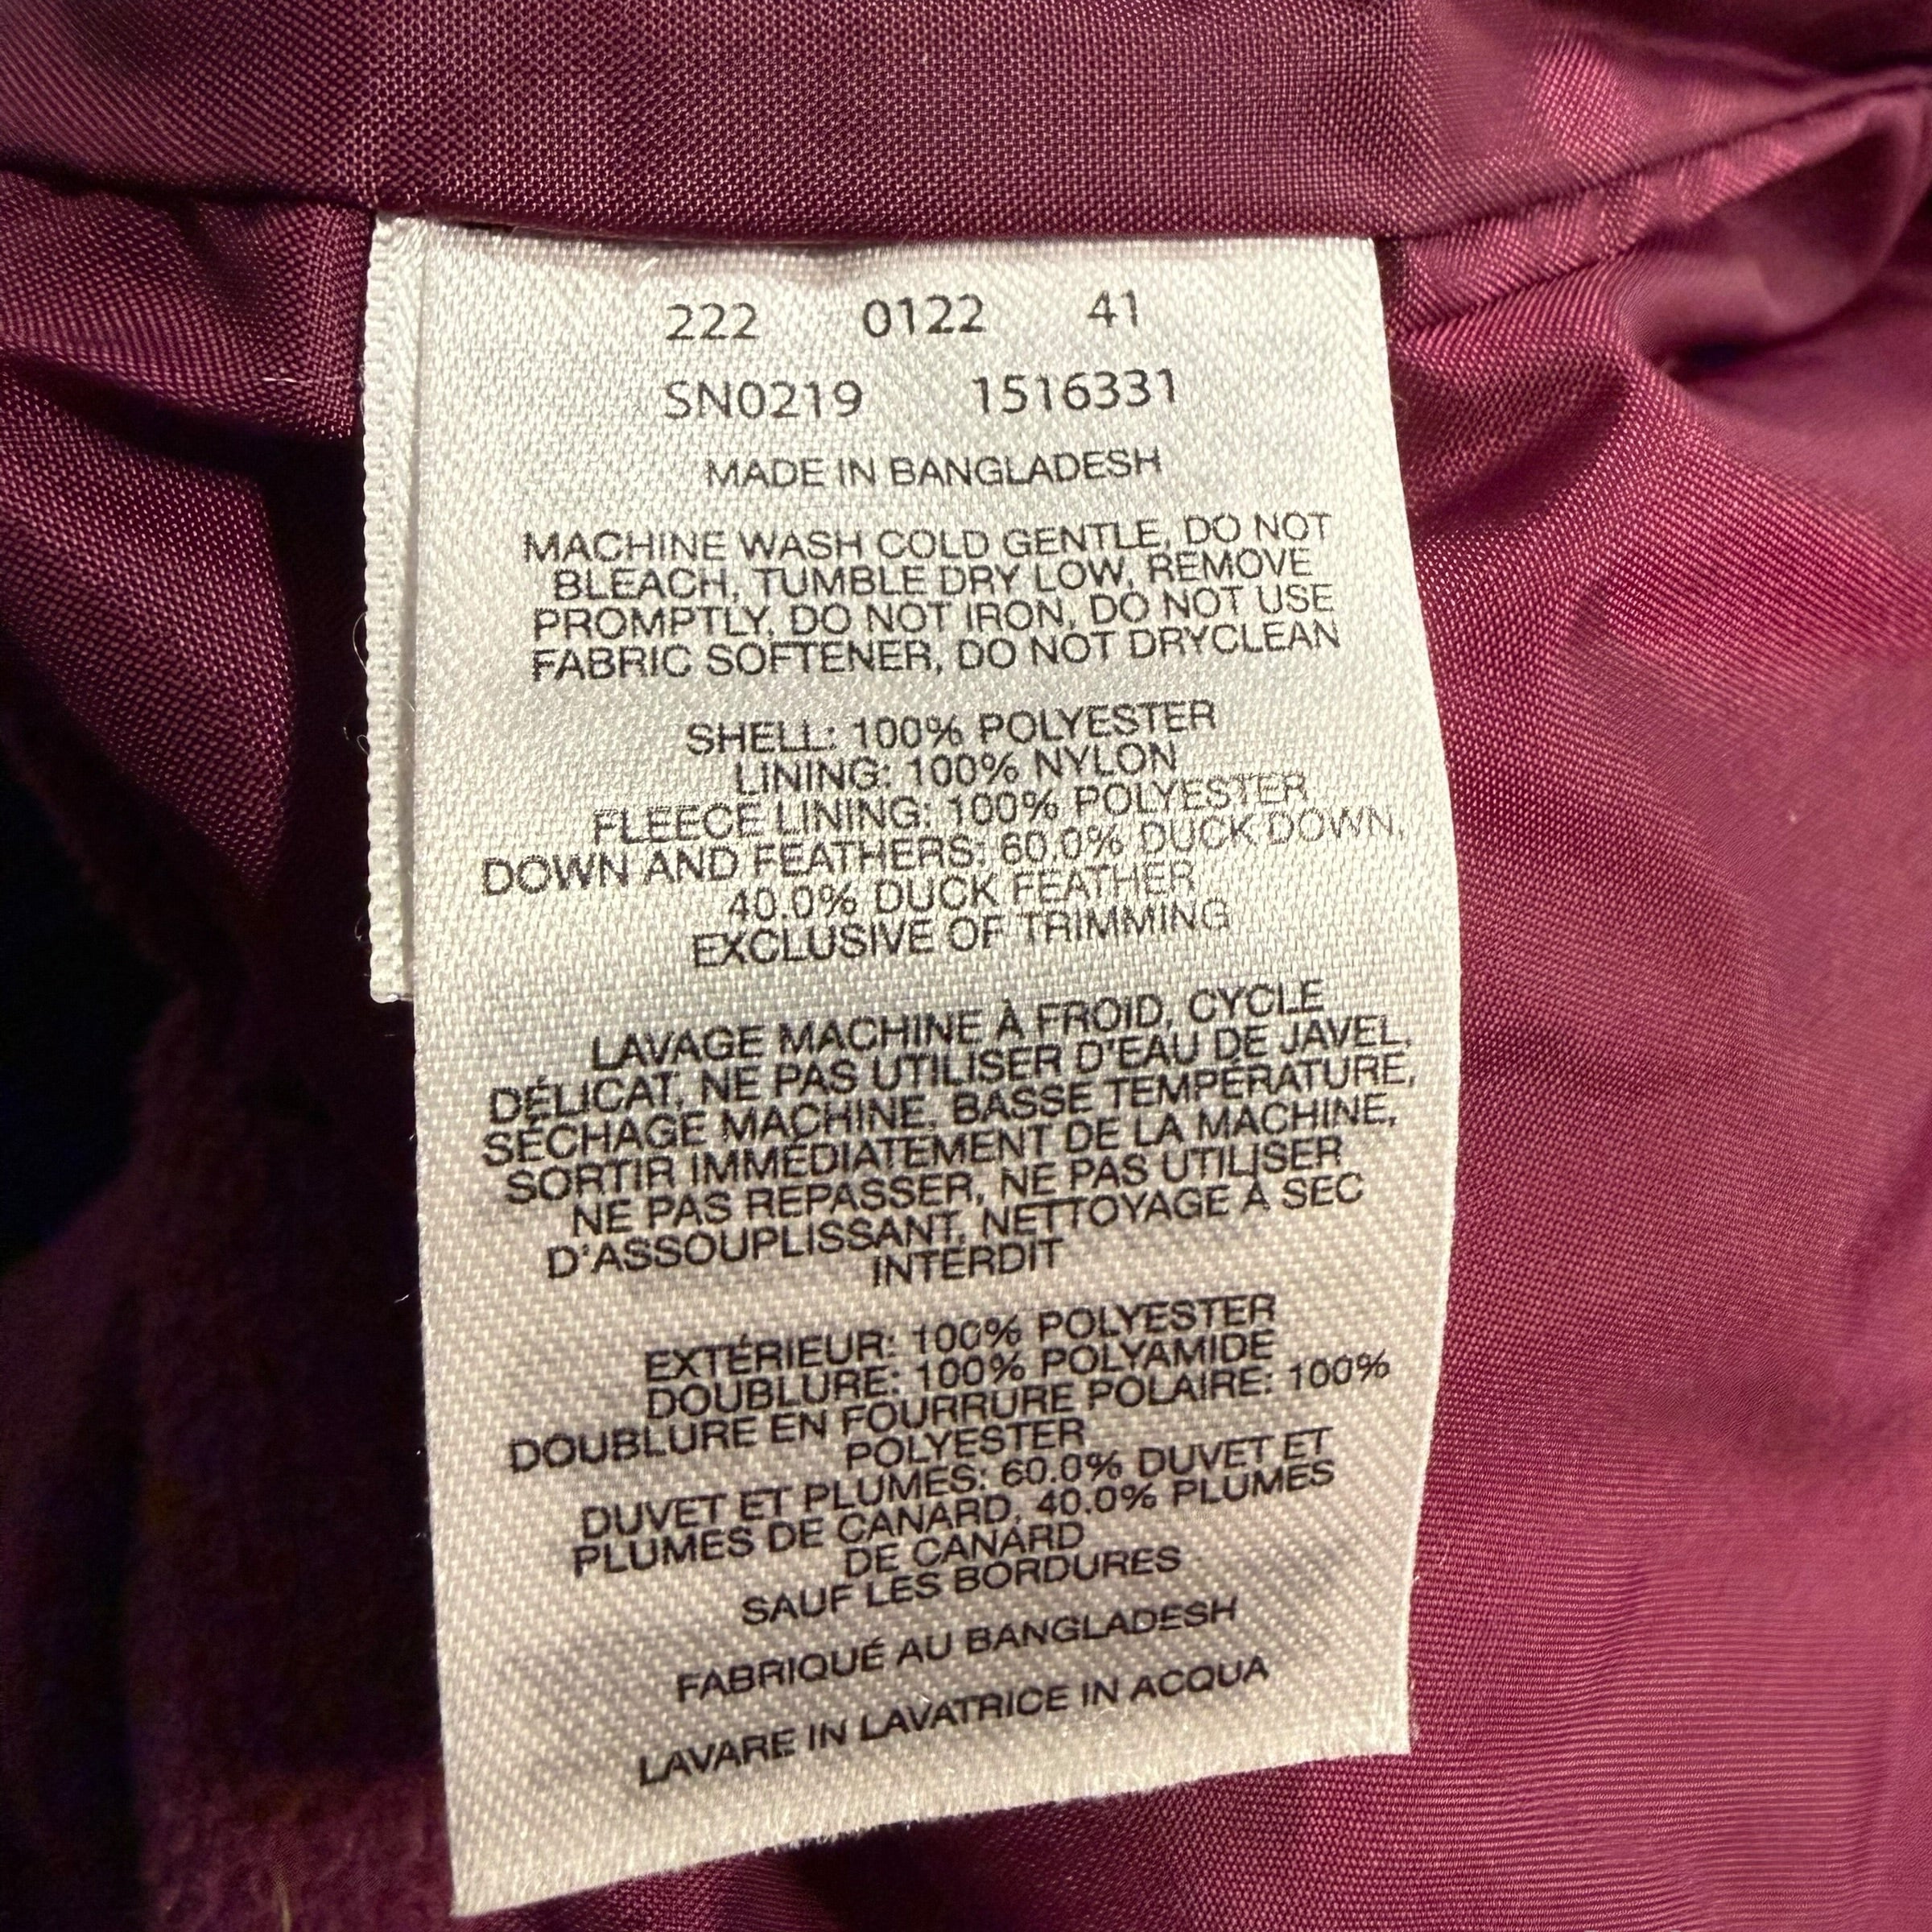 222 0122 41
SN0219 1516331
MADE IN BANGLADESH
MACHINE WASH COLD GENTLE, DO NOT
BLEACH, TUMBLE DRY LOW, REMOVE
PROMPTLY, DO NOT IRON, DO NOT USE
FABRIC SOFTENER, DO NOT DRYCLEAN
SHELL: 100% POLYESTER
LINING: 100% NYLON
FLEECE LINING: 100% POLYESTER
DOWN AND FEATHERS: 60.0% DUCK DOWN,
40.0% DUCK FEATHER
EXCLUSIVE OF TRIMMING
LAVAGE MACHINE À FROID, CYCLE
DÉLICAT, NE PAS UTILISER D'EAU DE JAVEL,
SÉCHAGE MACHINE, BASSE TEMPÉRATURE,
SORTIR IMMÉDIATEMENT DE LA MACHINE,
NE PAS REPASSER, NE PAS UTILISER
D'ASSOUPLISSANT, NETTOYAGE À SEC
INTERDIT
EXTÉRIEUR: 100% POLYESTER
DOUBLURE: 100% POLYAMIDE
DOUBLURE EN FOURRURE POLAIRE: 100%
POLYESTER
DUVET ET PLUMES: 60.0% DUVET ET
PLUMES DE CANARD, 40.0% PLUMES
DE CANARD
SAUF LES BORDURES
FABRIQUÉ AU BANGLADESH
LAVARE IN LAVATRICE IN ACQUA